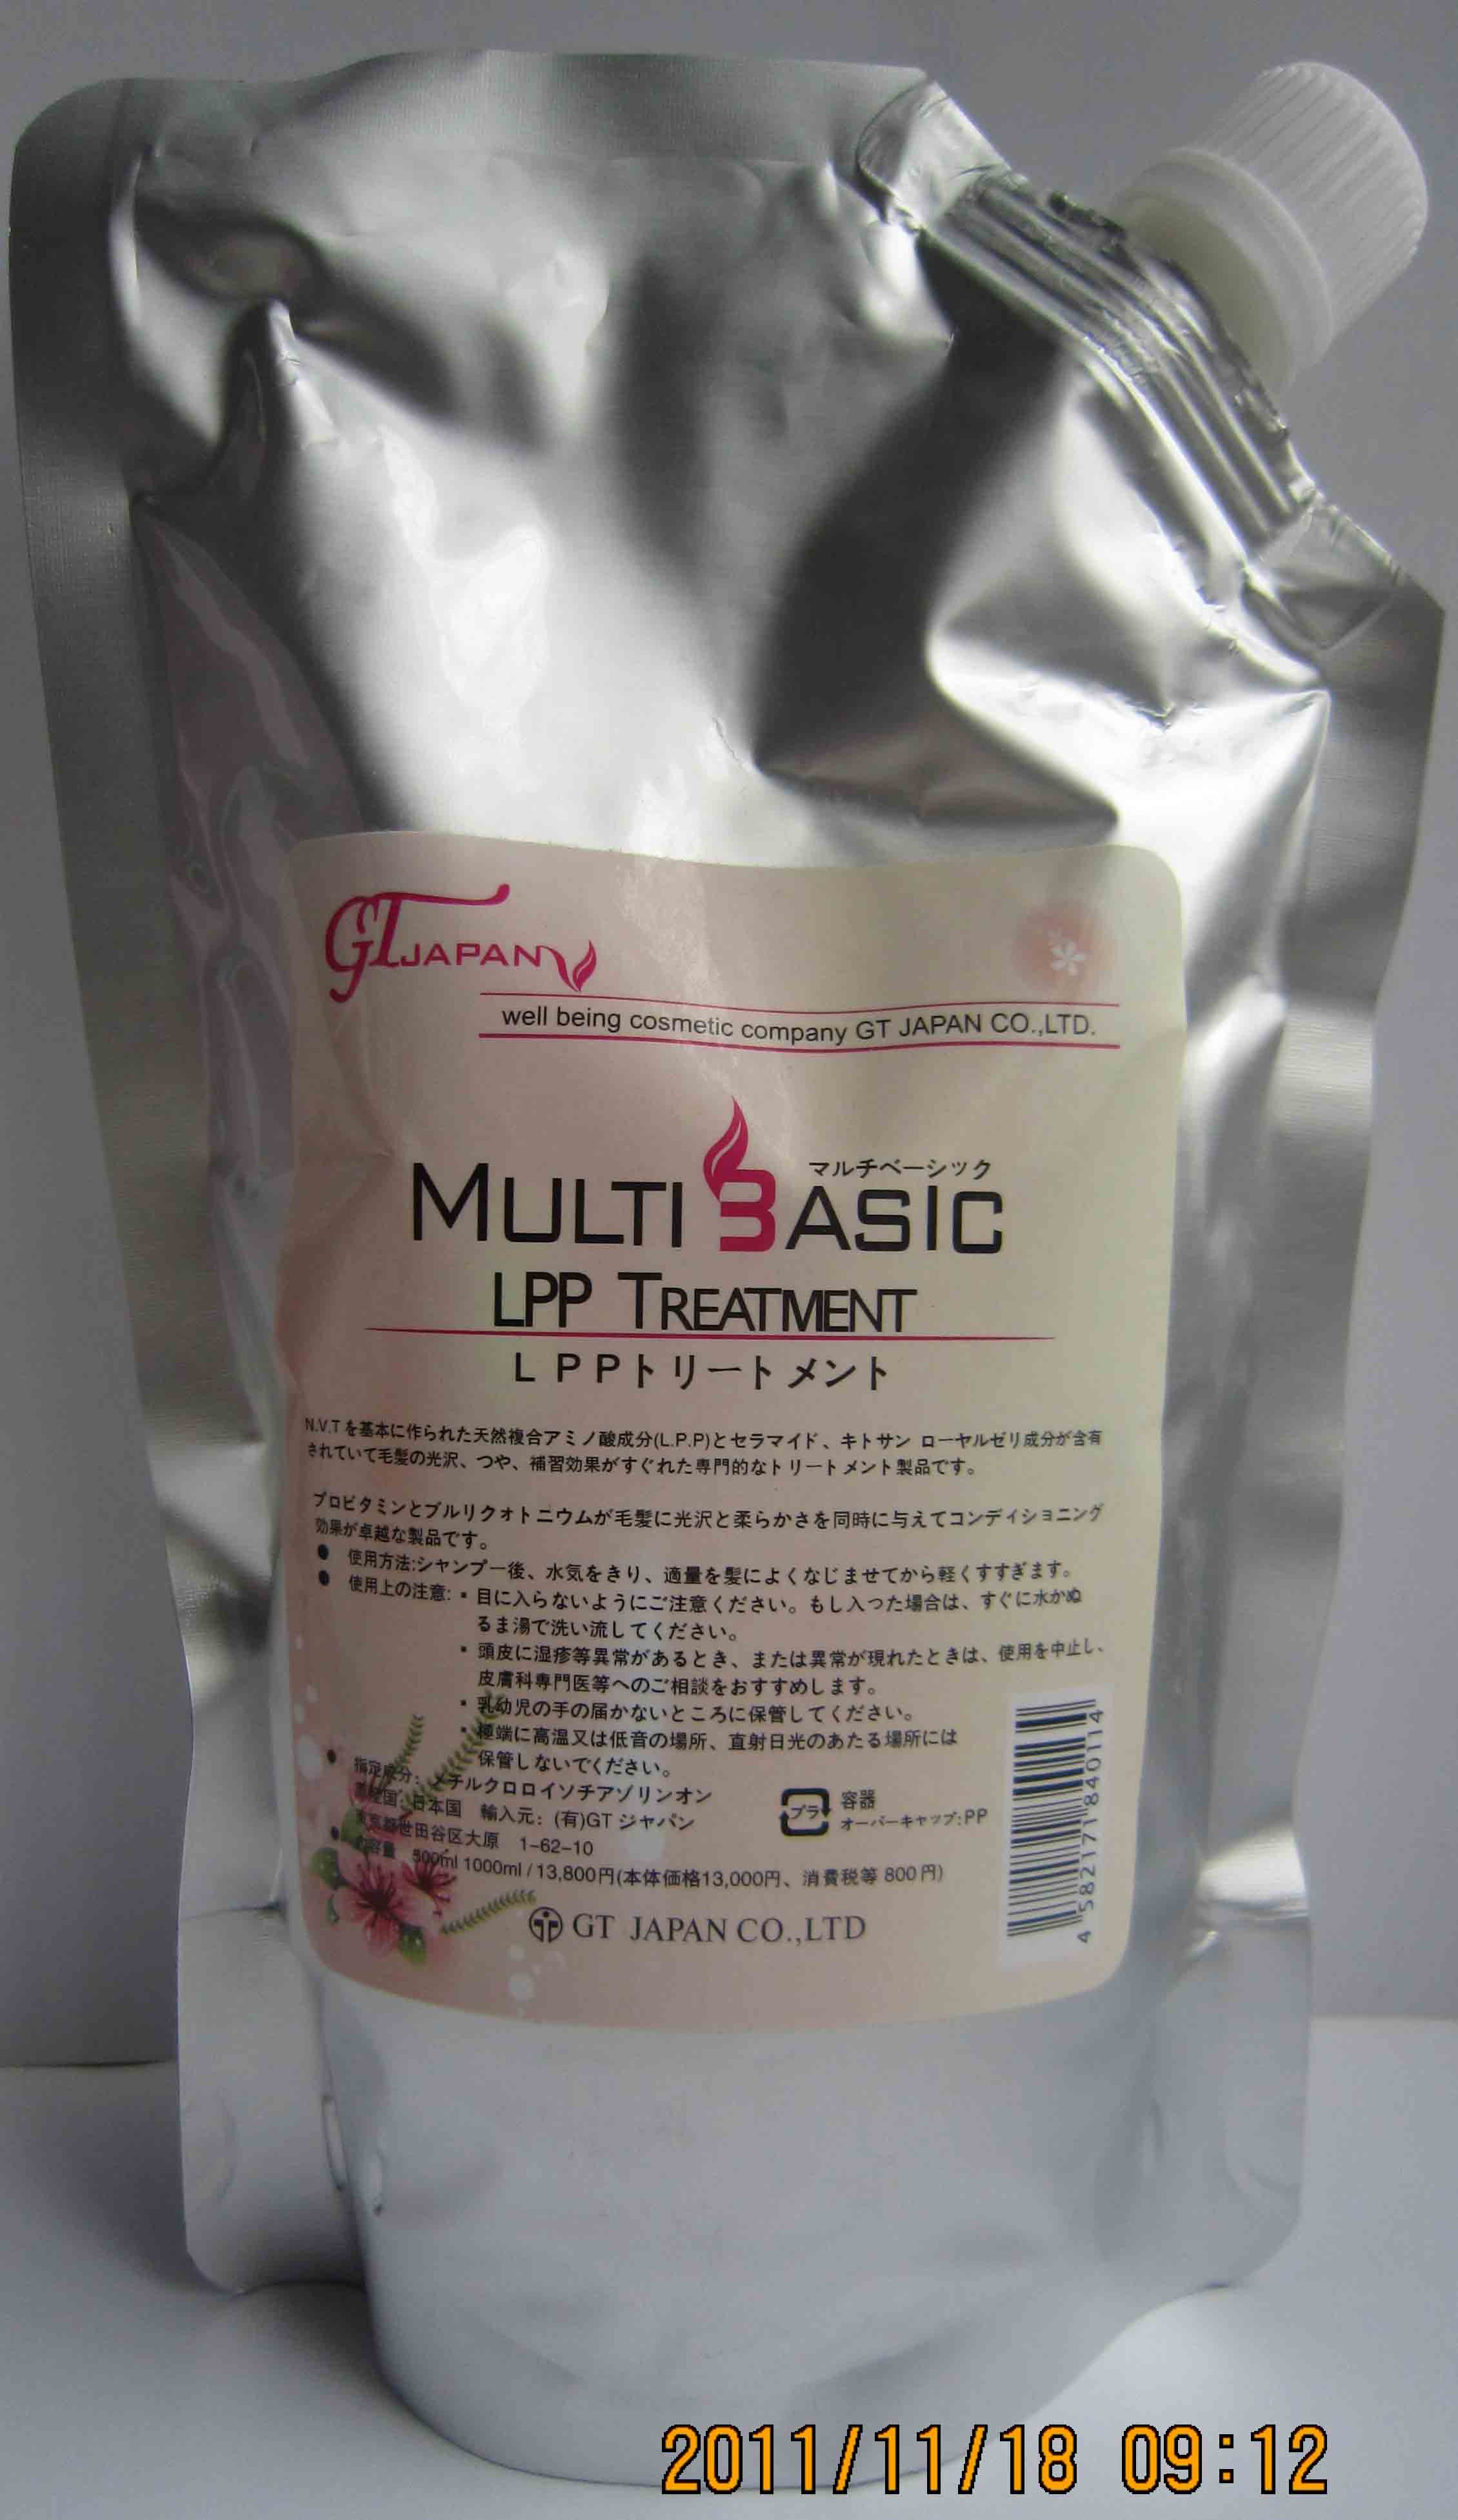 GT JAPAN
well being cosmetic company GT JAPAN CO.,LTD.
マルチベーシック
MULTI BASIC
LPP TREATMENT
LPPトリートメント
N.V.Tを基本に作られた天然複合アミノ酸成分(L.P.P)とセラマイド、キトサン ローヤルゼリ成分が含有
されていて毛髪の光沢、つや、補習効果がすぐれた専門的なトリートメント製品です。
プロビタミンとブルリクォトニウムが毛髪に光沢と柔らかさを同時に与えてコンディショニング
効果が卓越な製品です。
● 使用方法:シャンプー後、水気をきり、適量を髪によくなじませてから軽くすすぎます。
● 使用上の注意: ▪ 目に入らないようにご注意ください。もし入つた場合は、すぐに水かぬ
るま湯で洗い流してください。
▪ 頭皮に湿疹等異常があるとき、または異常が現れたときは、使用を中止し、
皮膚科専門医等へのご相談をおすすめします。
▪ 乳幼児の手の届かないところに保管してください。
▪ 極端に高温又は低音の場所、直射日光のあたる場所には
保管しないでください。
● 指定成分: メチルクロロイソチアゾリンオン
日本国 輸入元: (有)GTジャパン
東京都世田谷区大原 1-62-10
● 内容量 500ml 1000ml / 13,800円(本体価格13,000円、消費税等 800円)
プラ
容器
オーバーキャップ:PP
4 582171 840114
GT JAPAN CO.,LTD
2011/11/18 09:12